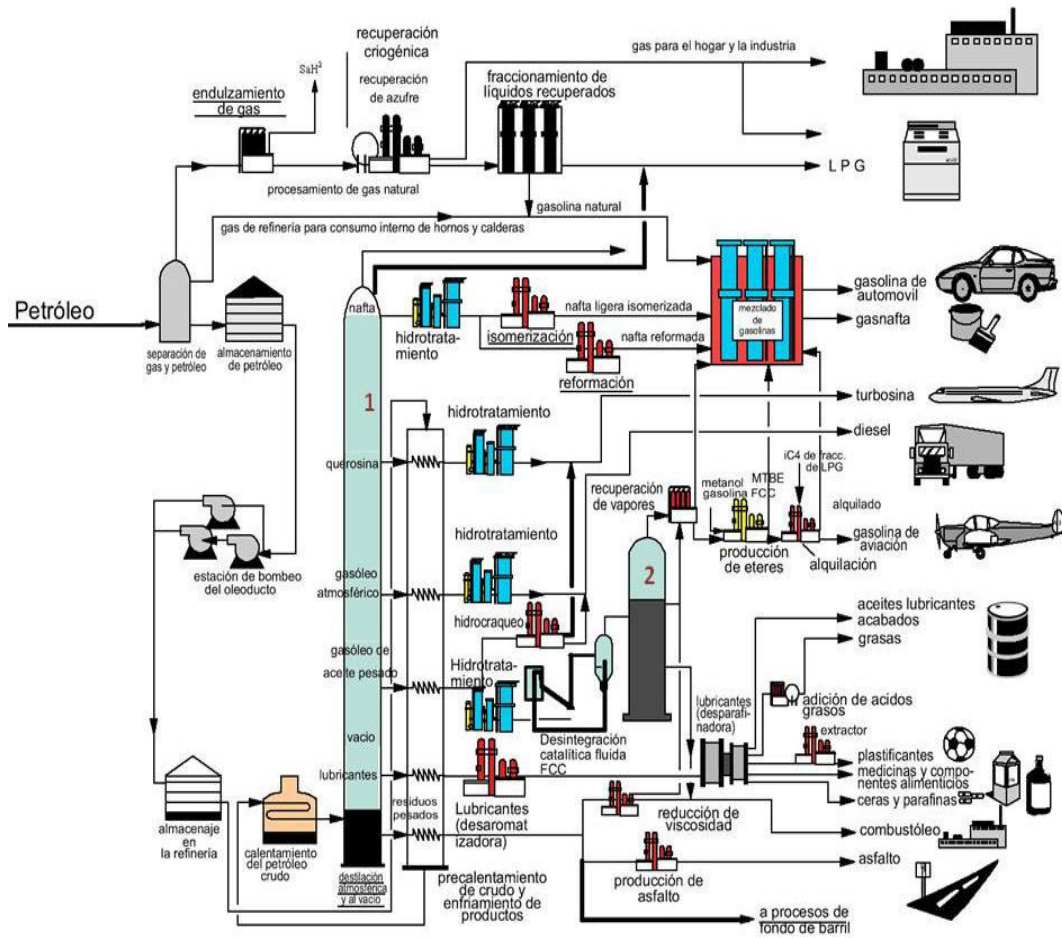 recuperación
criogénica
recuperación
de azufre
SaH²
endulzamiento
de gas
fraccionamiento de
líquidos recuperados
gas para el hogar y la industria
procesamiento de gas natural
L P G
gasolina natural
gas de refinería para consumo interno de hornos y calderas
Petróleo
separación de
gas y petróleo
almacenamiento
de petróleo
nafta
hidrotrata-
miento
isomerización
nafta ligera isomerizada
nafta reformada
reformación
mezclado
de
gasolinas
gasolina de
automovil
gasnafta
1
hidrotratamiento
turbosina
diesel
querosina
recuperación
de vapores
metanol
gasolina
MTBE
FCC
iC4 de fracc.
de LPG
alquilado
producción
de eteres
alquilación
gasolina de
aviación
estación de bombeo
del oleoducto
hidrotratamiento
gasóleo
atmosférico
2
hidrocraqueo
gasóleo de
aceite pesado
Hidrotrata-
miento
aceites lubricantes
acabados
grasas
lubricantes
(desparafi-
nadora)
adición de acidos
grasos
extractor
Desintegración
catalítica fluida
FCC
vacio
lubricantes
plastificantes
medicinas y compo-
nentes alimenticios
ceras y parafinas
residuos
pesados
Lubricantes
(desaromat
izadora)
reducción de
viscosidad
combustóleo
almacenaje
en
la refinería
calentamiento
del petróleo
crudo
destilación
atmosférica
y al vacio
precalentamiento
de crudo y
enfriamiento de
productos
producción de
asfalto
asfalto
a procesos de
fondo de barril